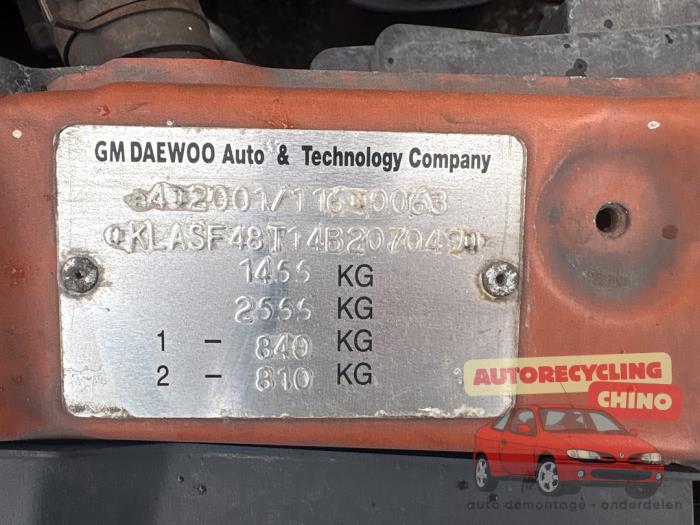 GM DAEWOO Auto & Technology Company
e4*2001/116*0063
*KLASF48T14B207049*
1455 KG
2555 KG
1 - 840 KG
2 - 810 KG
AUTORECYCLING
CHINO
auto demontage - onderdelen